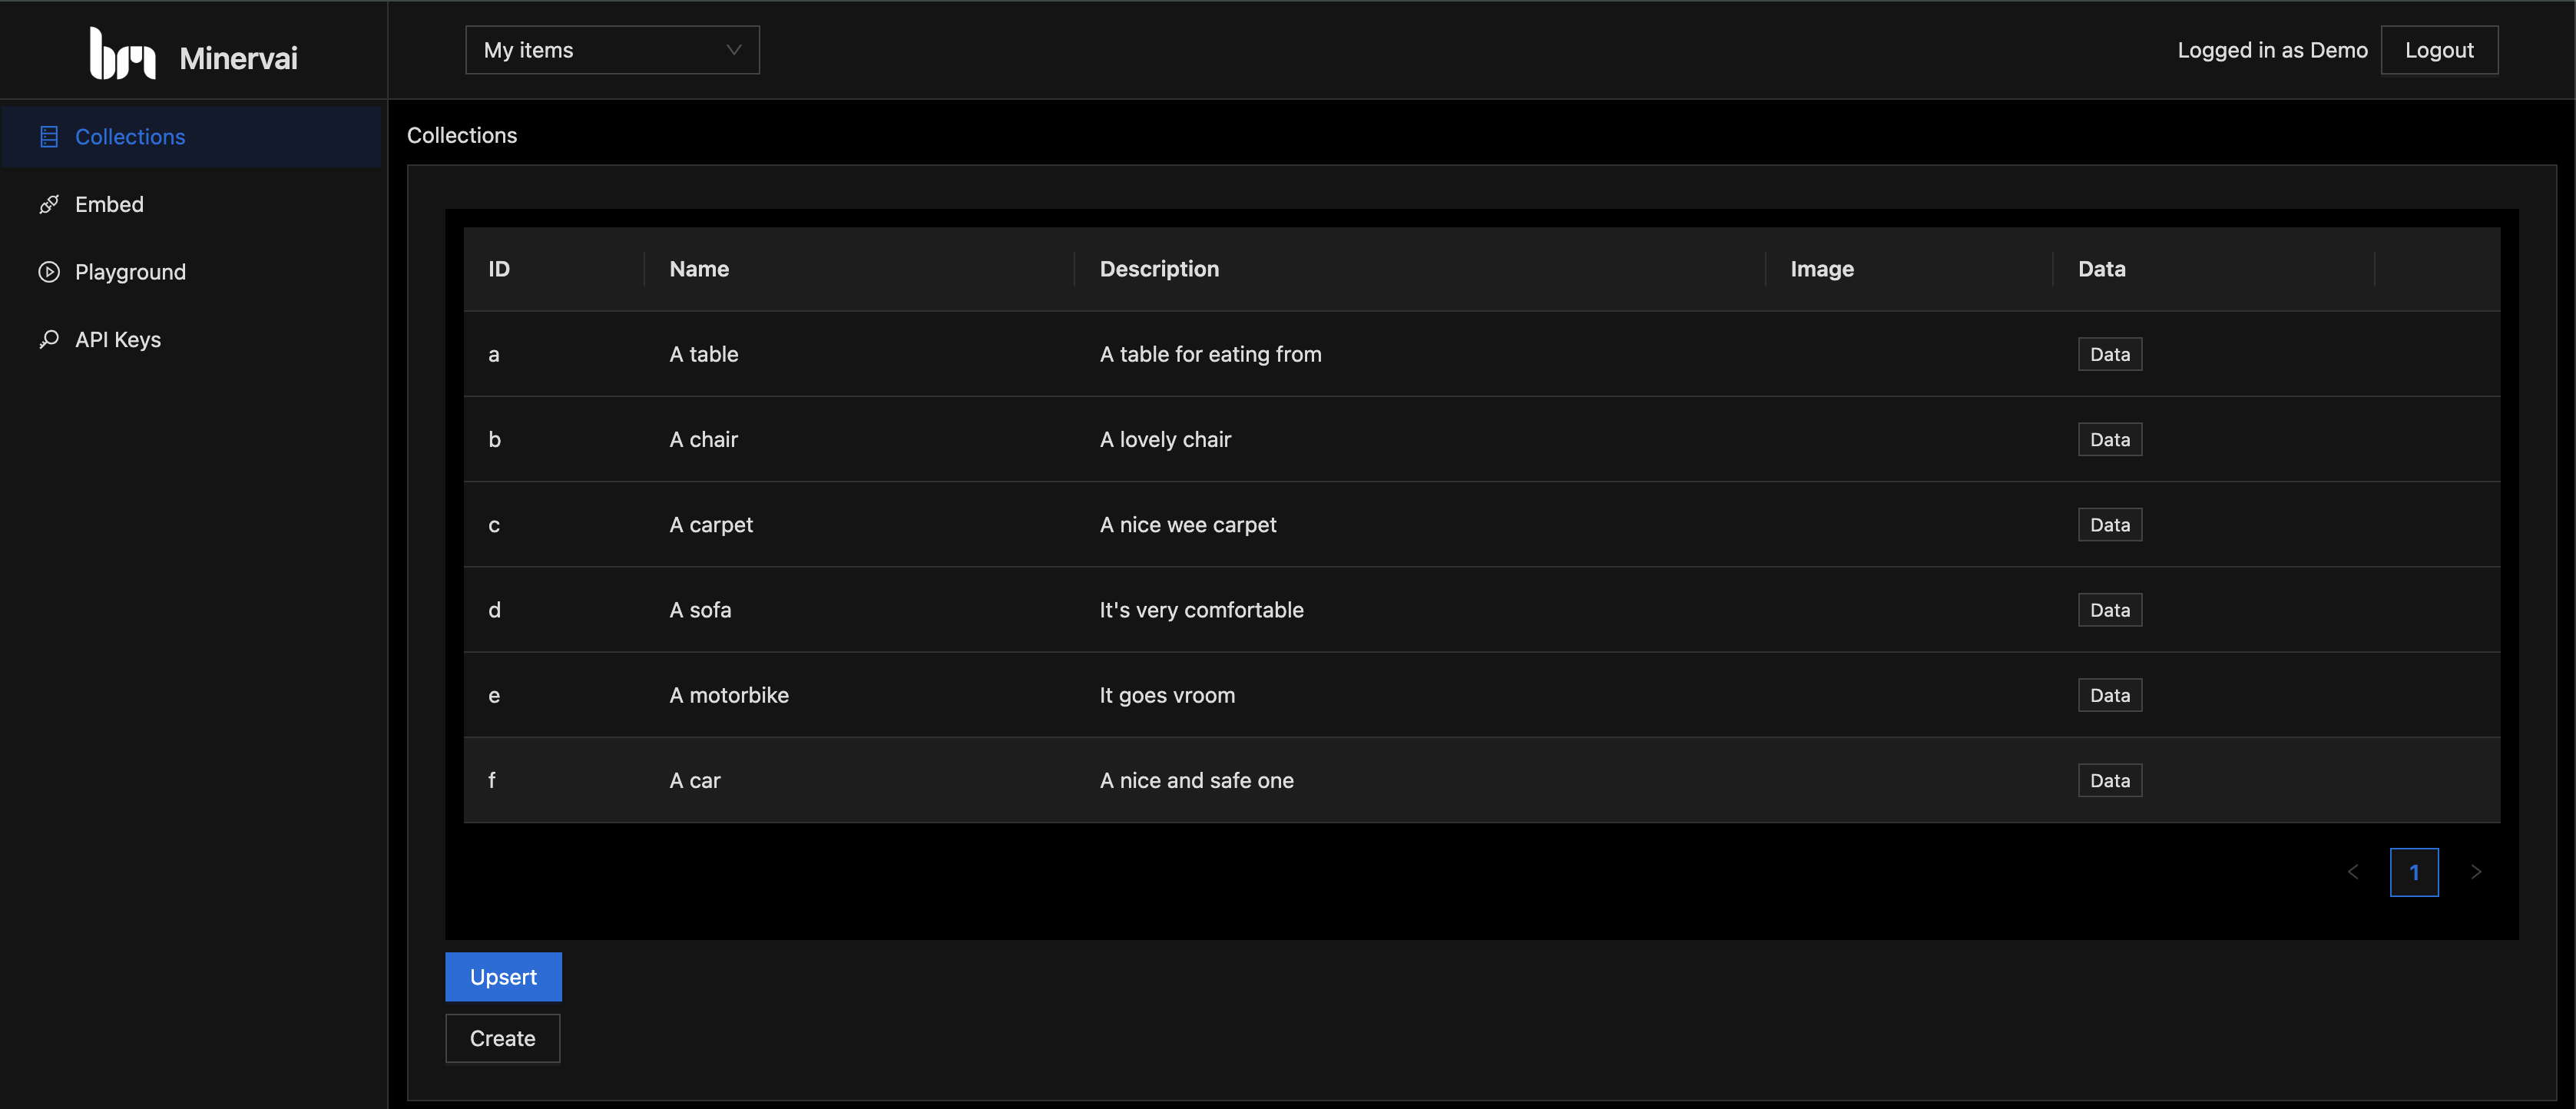 Minervai
My items
Logged in as Demo
Logout
Collections
Embed
Playground
API Keys
Collections
ID Name Description Image Data
a A table A table for eating from Data
b A chair A lovely chair Data
c A carpet A nice wee carpet Data
d A sofa It's very comfortable Data
e A motorbike It goes vroom Data
f A car A nice and safe one Data
1
Upsert
Create